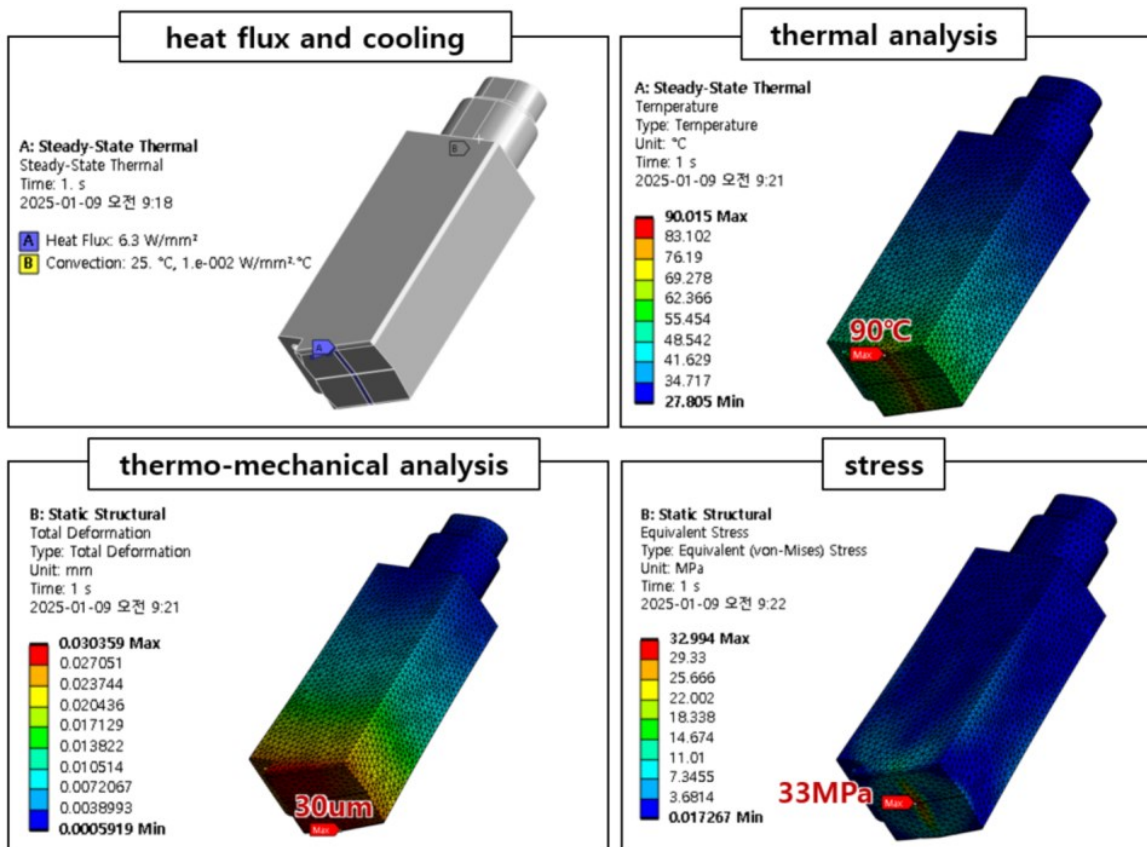 heat flux and cooling
A: Steady-State Thermal
Steady-State Thermal
Time: 1. s
2025-01-09 오전 9:18
A Heat Flux: 6.3 W/mm²
B Convection: 25. °C, 1.e-002 W/mm²·°C
B
A
thermal analysis
A: Steady-State Thermal
Temperature
Type: Temperature
Unit: °C
Time: 1 s
2025-01-09 오전 9:21
90.015 Max
83.102
76.19
69.278
62.366
55.454
48.542
41.629
34.717
27.805 Min
90℃
Max
thermo-mechanical analysis
B: Static Structural
Total Deformation
Type: Total Deformation
Unit: mm
Time: 1 s
2025-01-09 오전 9:21
0.030359 Max
0.027051
0.023744
0.020436
0.017129
0.013822
0.010514
0.0072067
0.0038993
0.0005919 Min
30um
Max
stress
B: Static Structural
Equivalent Stress
Type: Equivalent (von-Mises) Stress
Unit: MPa
Time: 1 s
2025-01-09 오전 9:22
32.994 Max
29.33
25.666
22.002
18.338
14.674
11.01
7.3455
3.6814
0.017267 Min
33MPa
Max